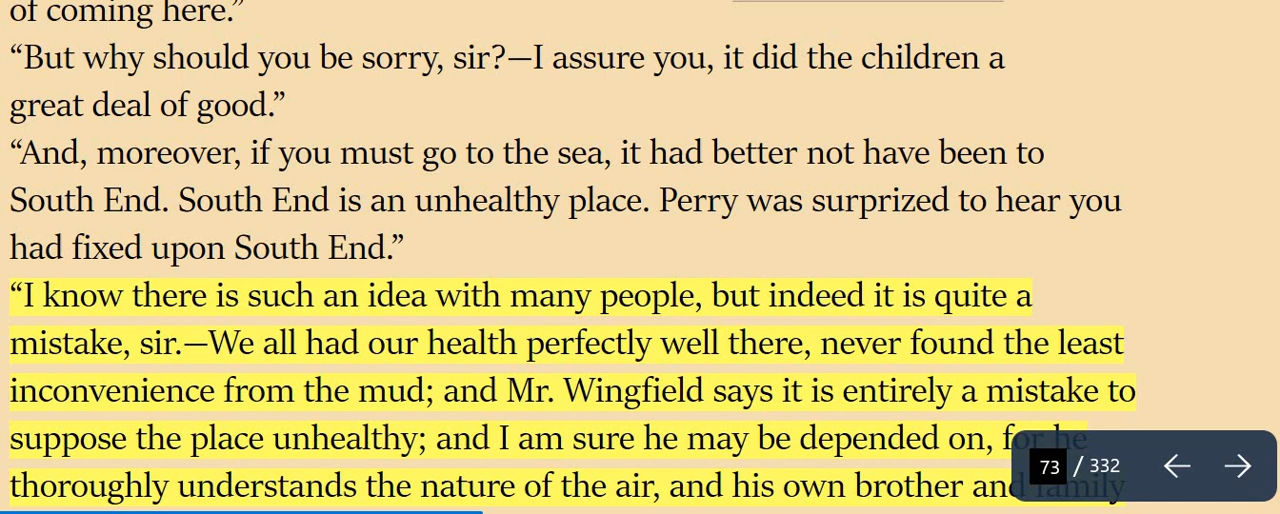 of coming here.”
“But why should you be sorry, sir?—I assure you, it did the children a
great deal of good.”
“And, moreover, if you must go to the sea, it had better not have been to
South End. South End is an unhealthy place. Perry was surprized to hear you
had fixed upon South End.”
“I know there is such an idea with many people, but indeed it is quite a
mistake, sir.—We all had our health perfectly well there, never found the least
inconvenience from the mud; and Mr. Wingfield says it is entirely a mistake to
suppose the place unhealthy; and I am sure he may be depended on, for he
thoroughly understands the nature of the air, and his own brother and family
73 / 332